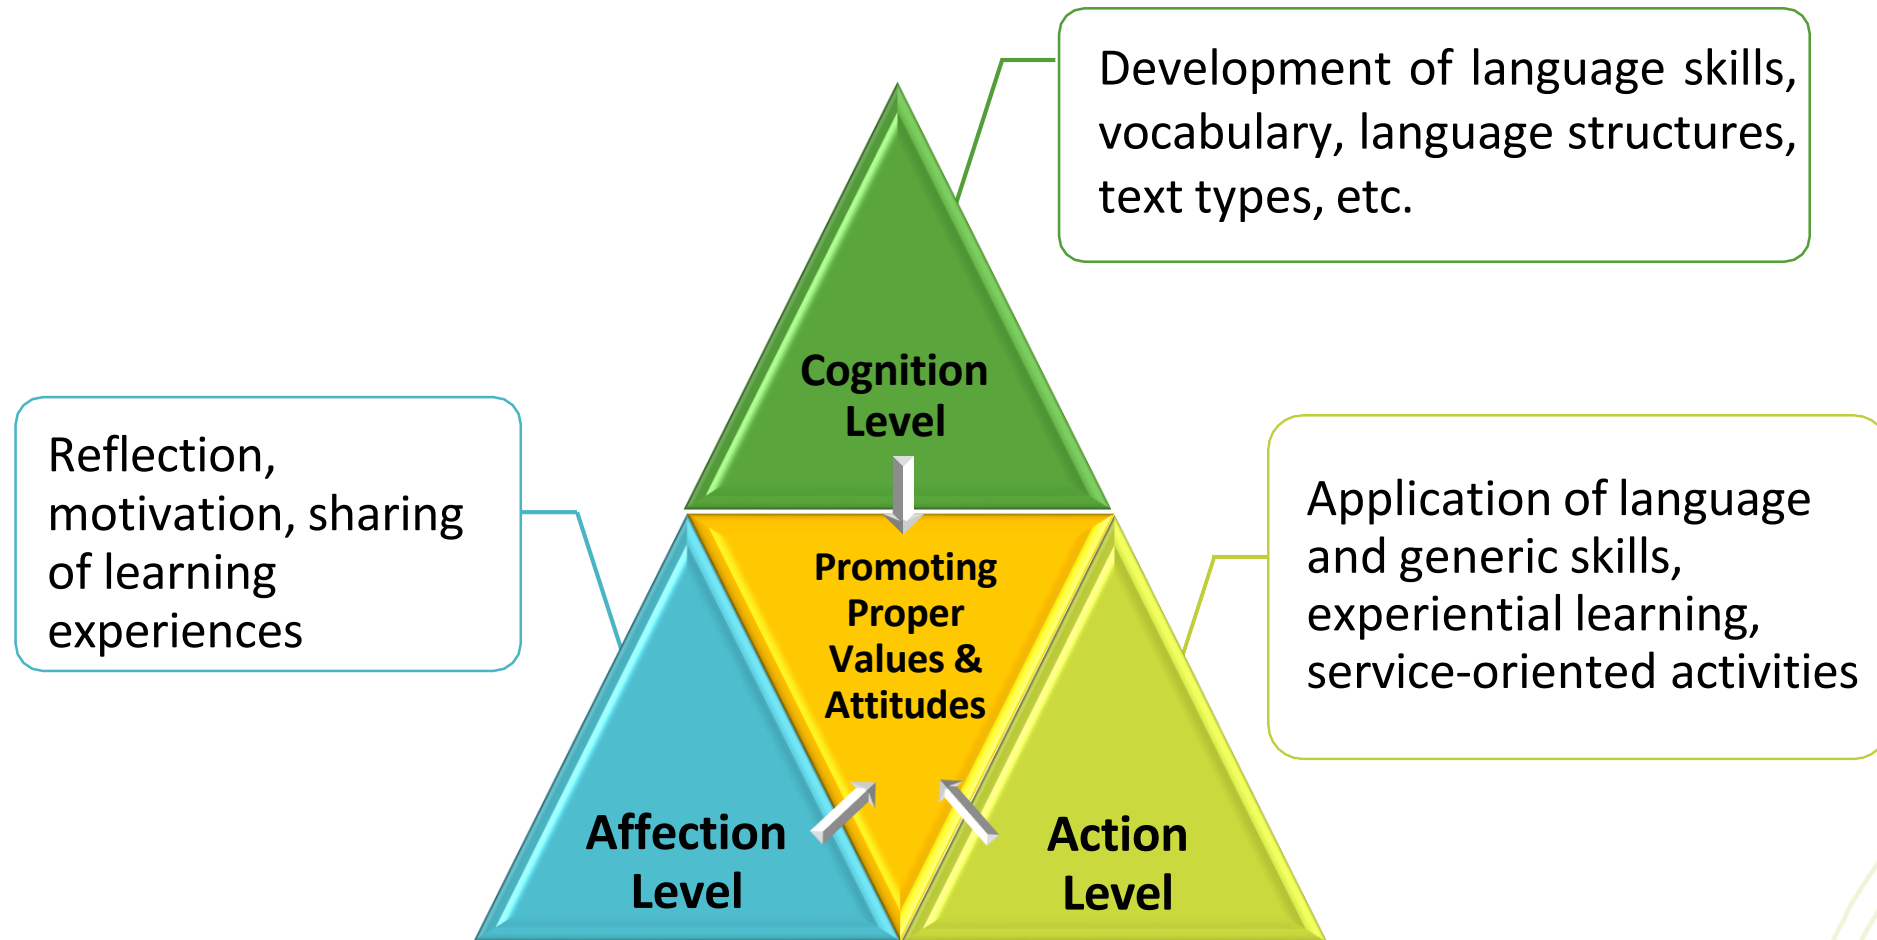 Development of language skills,
vocabulary, language structures,
text types, etc.
Cognition
Level
Reflection,
motivation, sharing
of learning
experiences
Application of language
and generic skills,
experiential learning,
service-oriented activities
Promoting
Proper
Values &
Attitudes
Affection
Level
Action
Level